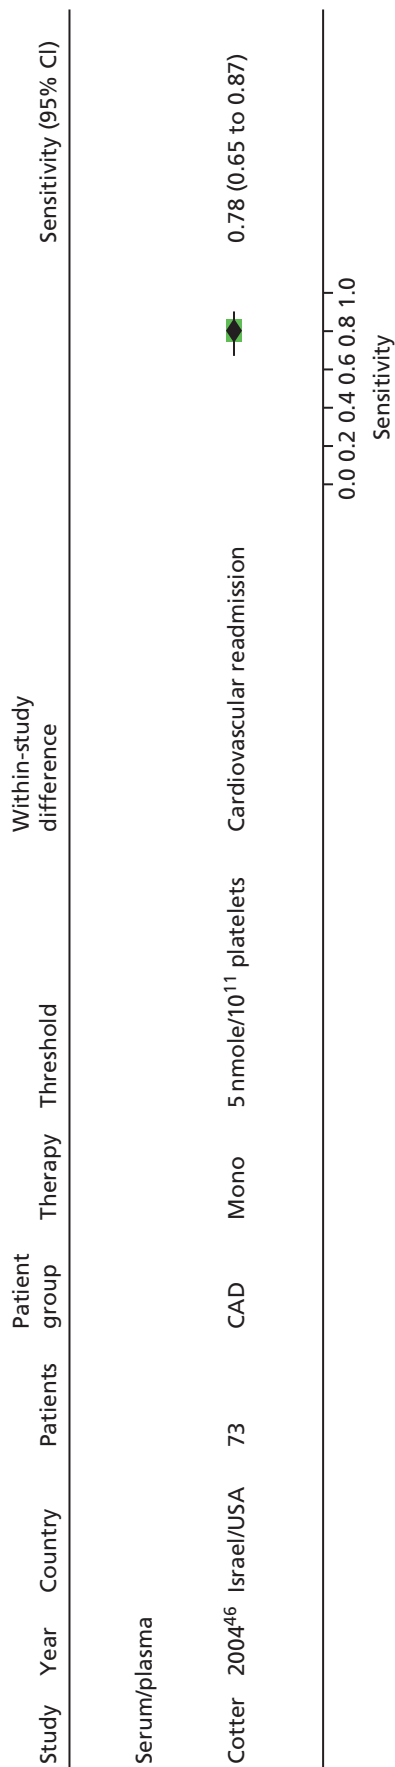 Study Year Country Patients Patient group Therapy Threshold Within-study difference Sensitivity (95% CI)
Serum/plasma
Cotter 2004⁴⁶ Israel/USA 73 CAD Mono 5 nmole/10¹¹ platelets Cardiovascular readmission 0.78 (0.65 to 0.87)
0.0 0.2 0.4 0.6 0.8 1.0
Sensitivity